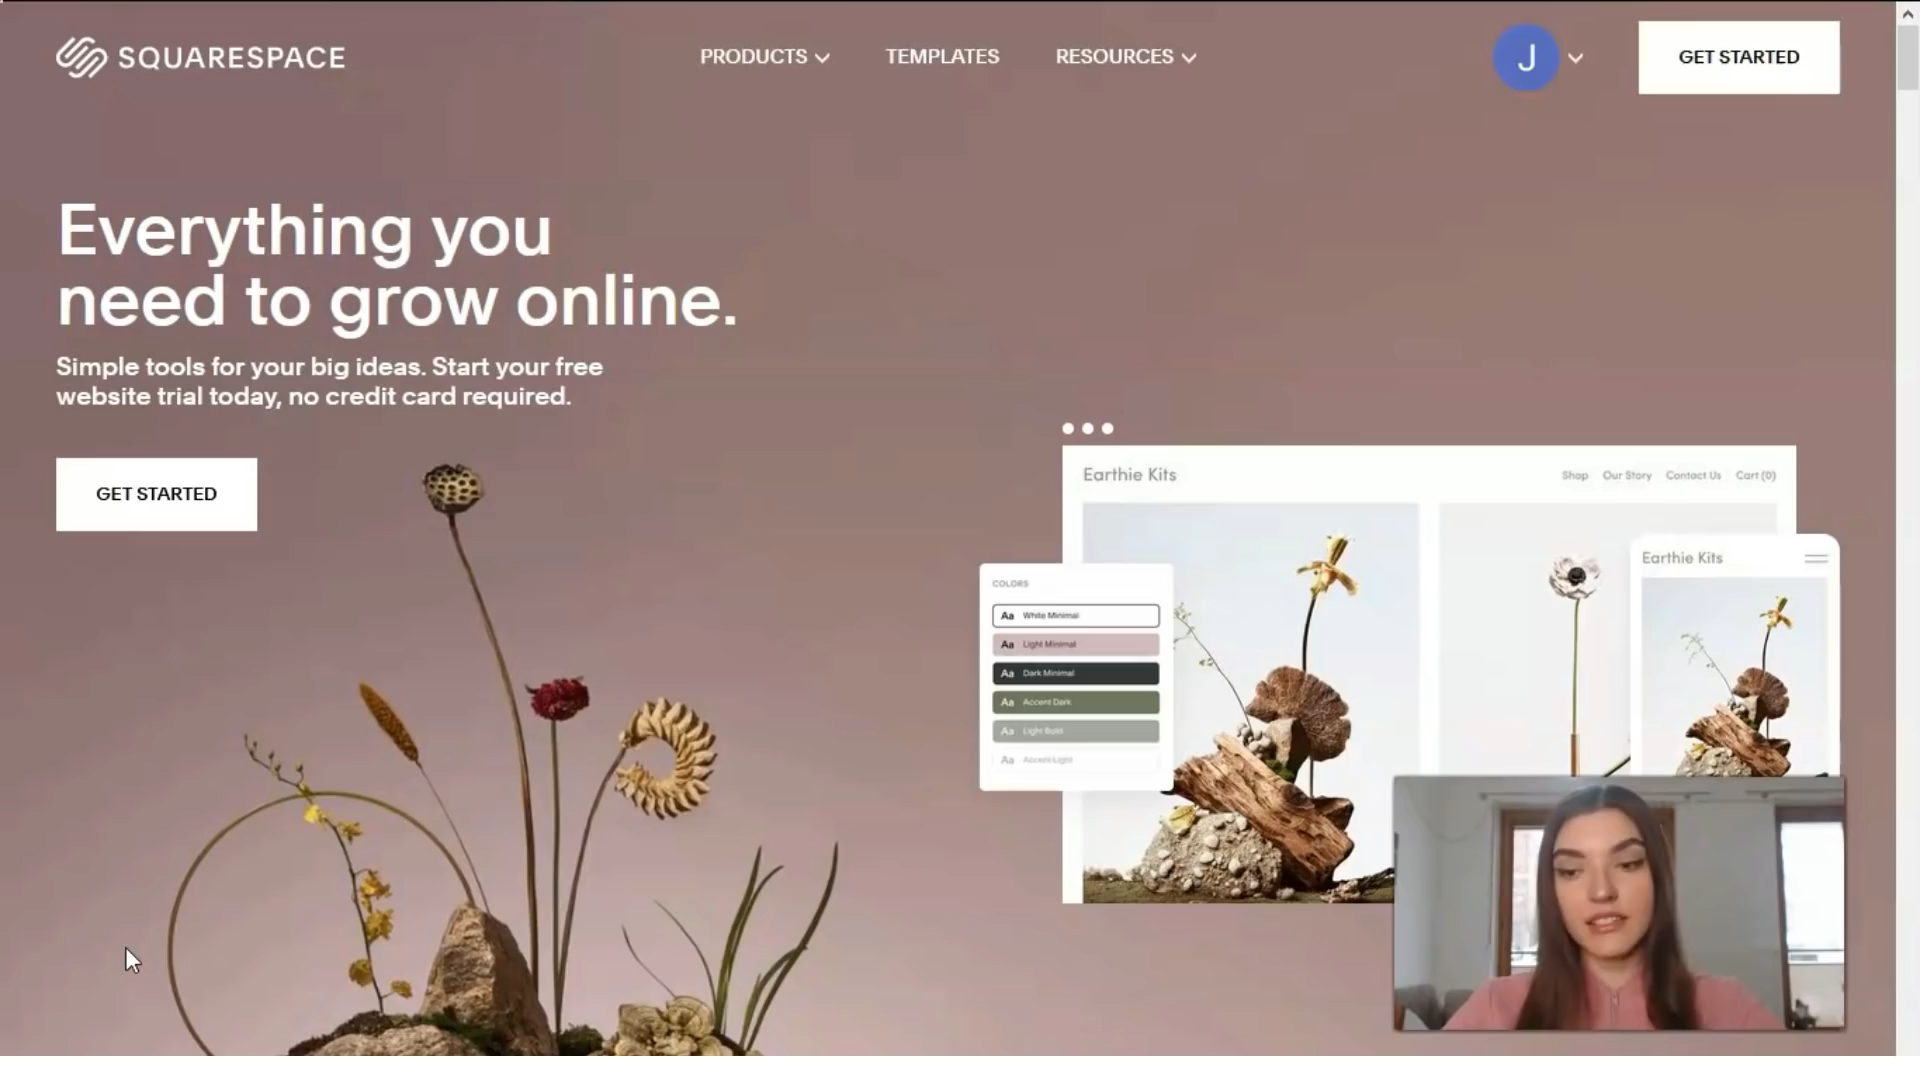 SQUARESPACE
PRODUCTS
TEMPLATES
RESOURCES
J
GET STARTED
Everything you
need to grow online.
Simple tools for your big ideas. Start your free
website trial today, no credit card required.
GET STARTED
Earthie Kits
Shop
Our Story
Contact Us
Cart (0)
Earthie Kits
COLORS
Aa White Minimal
Aa Light Minimal
Aa Dark Minimal
Aa Accent Dark
Aa Light Bold
Aa Accent Light